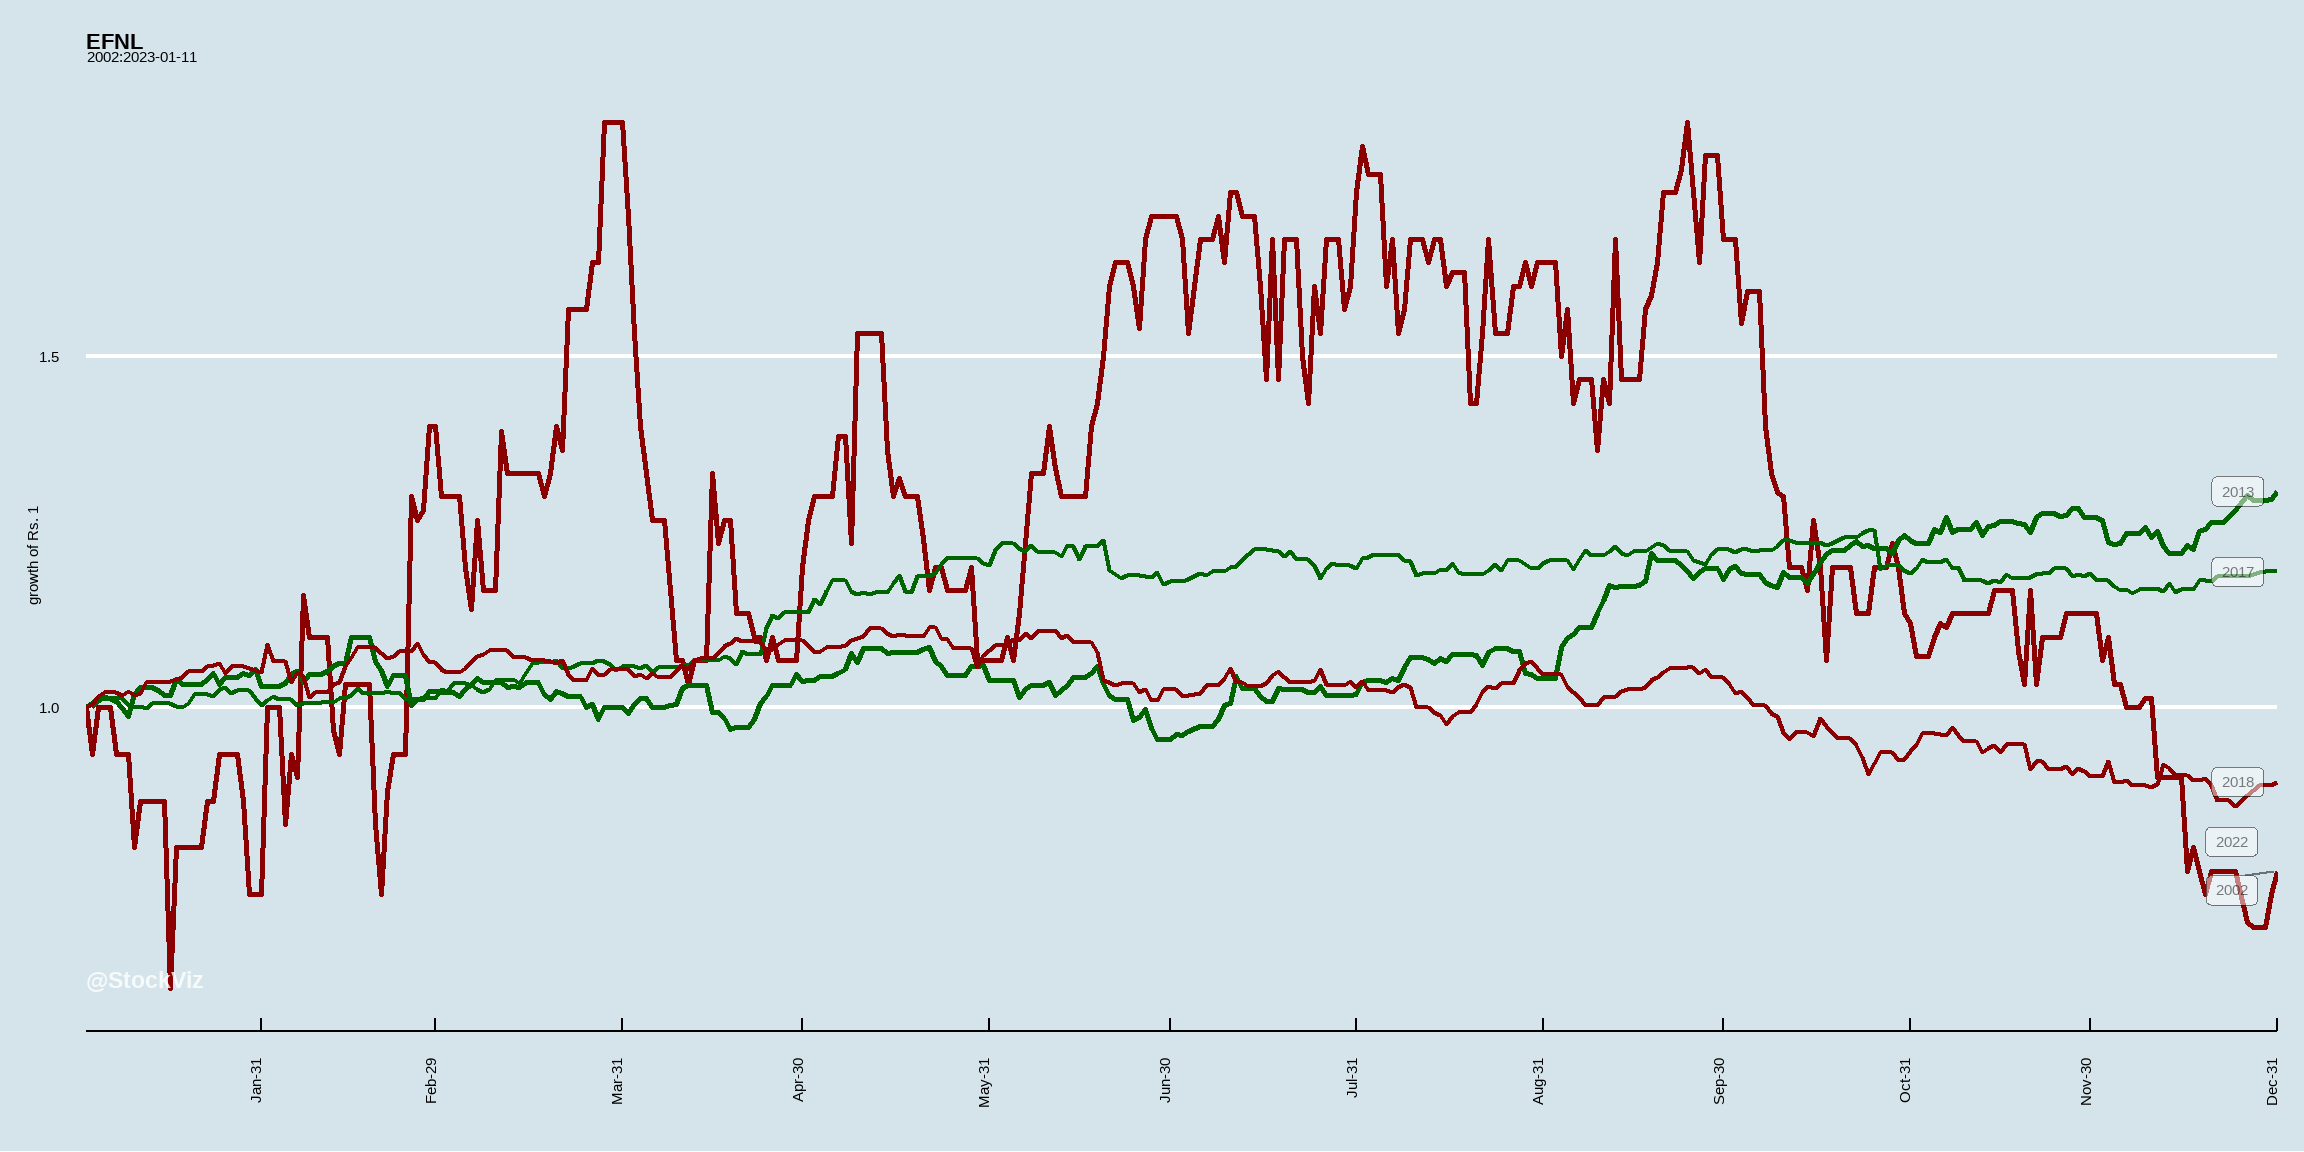 EFNL
2002:2023-01-11
growth of Rs. 1
1.5
1.0
2013
2017
2018
2022
2002
@StockViz
Jan-31
Feb-29
Mar-31
Apr-30
May-31
Jun-30
Jul-31
Aug-31
Sep-30
Oct-31
Nov-30
Dec-31